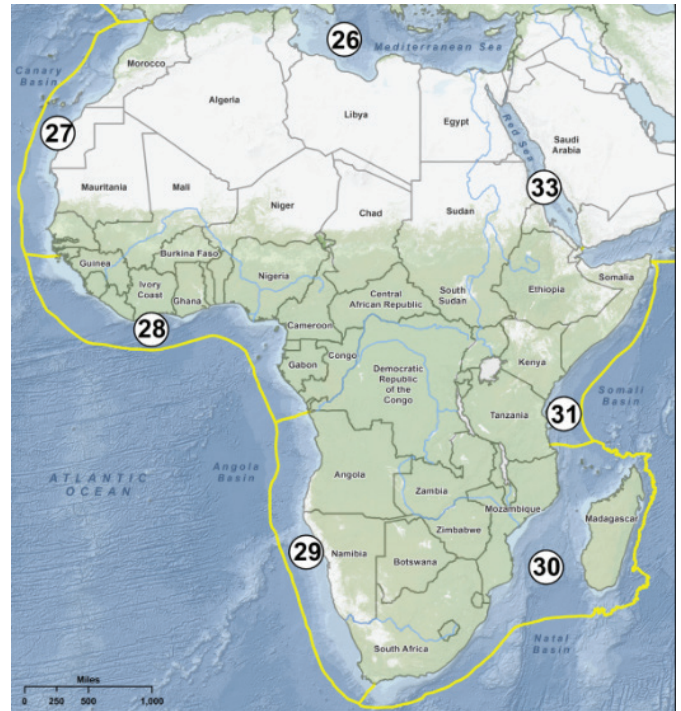 26
Mediterranean Sea
Canary
Basin
Morocco
27
Algeria
Libya
Egypt
Red Sea
Saudi
Arabia
33
Mauritania
Mali
Niger
Chad
Sudan
Guinea
Burkina Faso
Ivory
Coast
Ghana
Nigeria
28
Cameroon
Central
African Republic
South
Sudan
Ethiopia
Somalia
Gabon
Congo
Democratic
Republic
of the
Congo
Kenya
Somali
Basin
31
Tanzania
ATLANTIC
OCEAN
Angola
Basin
Angola
Zambia
Mozambique
Madagascar
Zimbabwe
29
Namibia
Botswana
30
South Africa
Natal
Basin
Miles
0 250 500 1,000